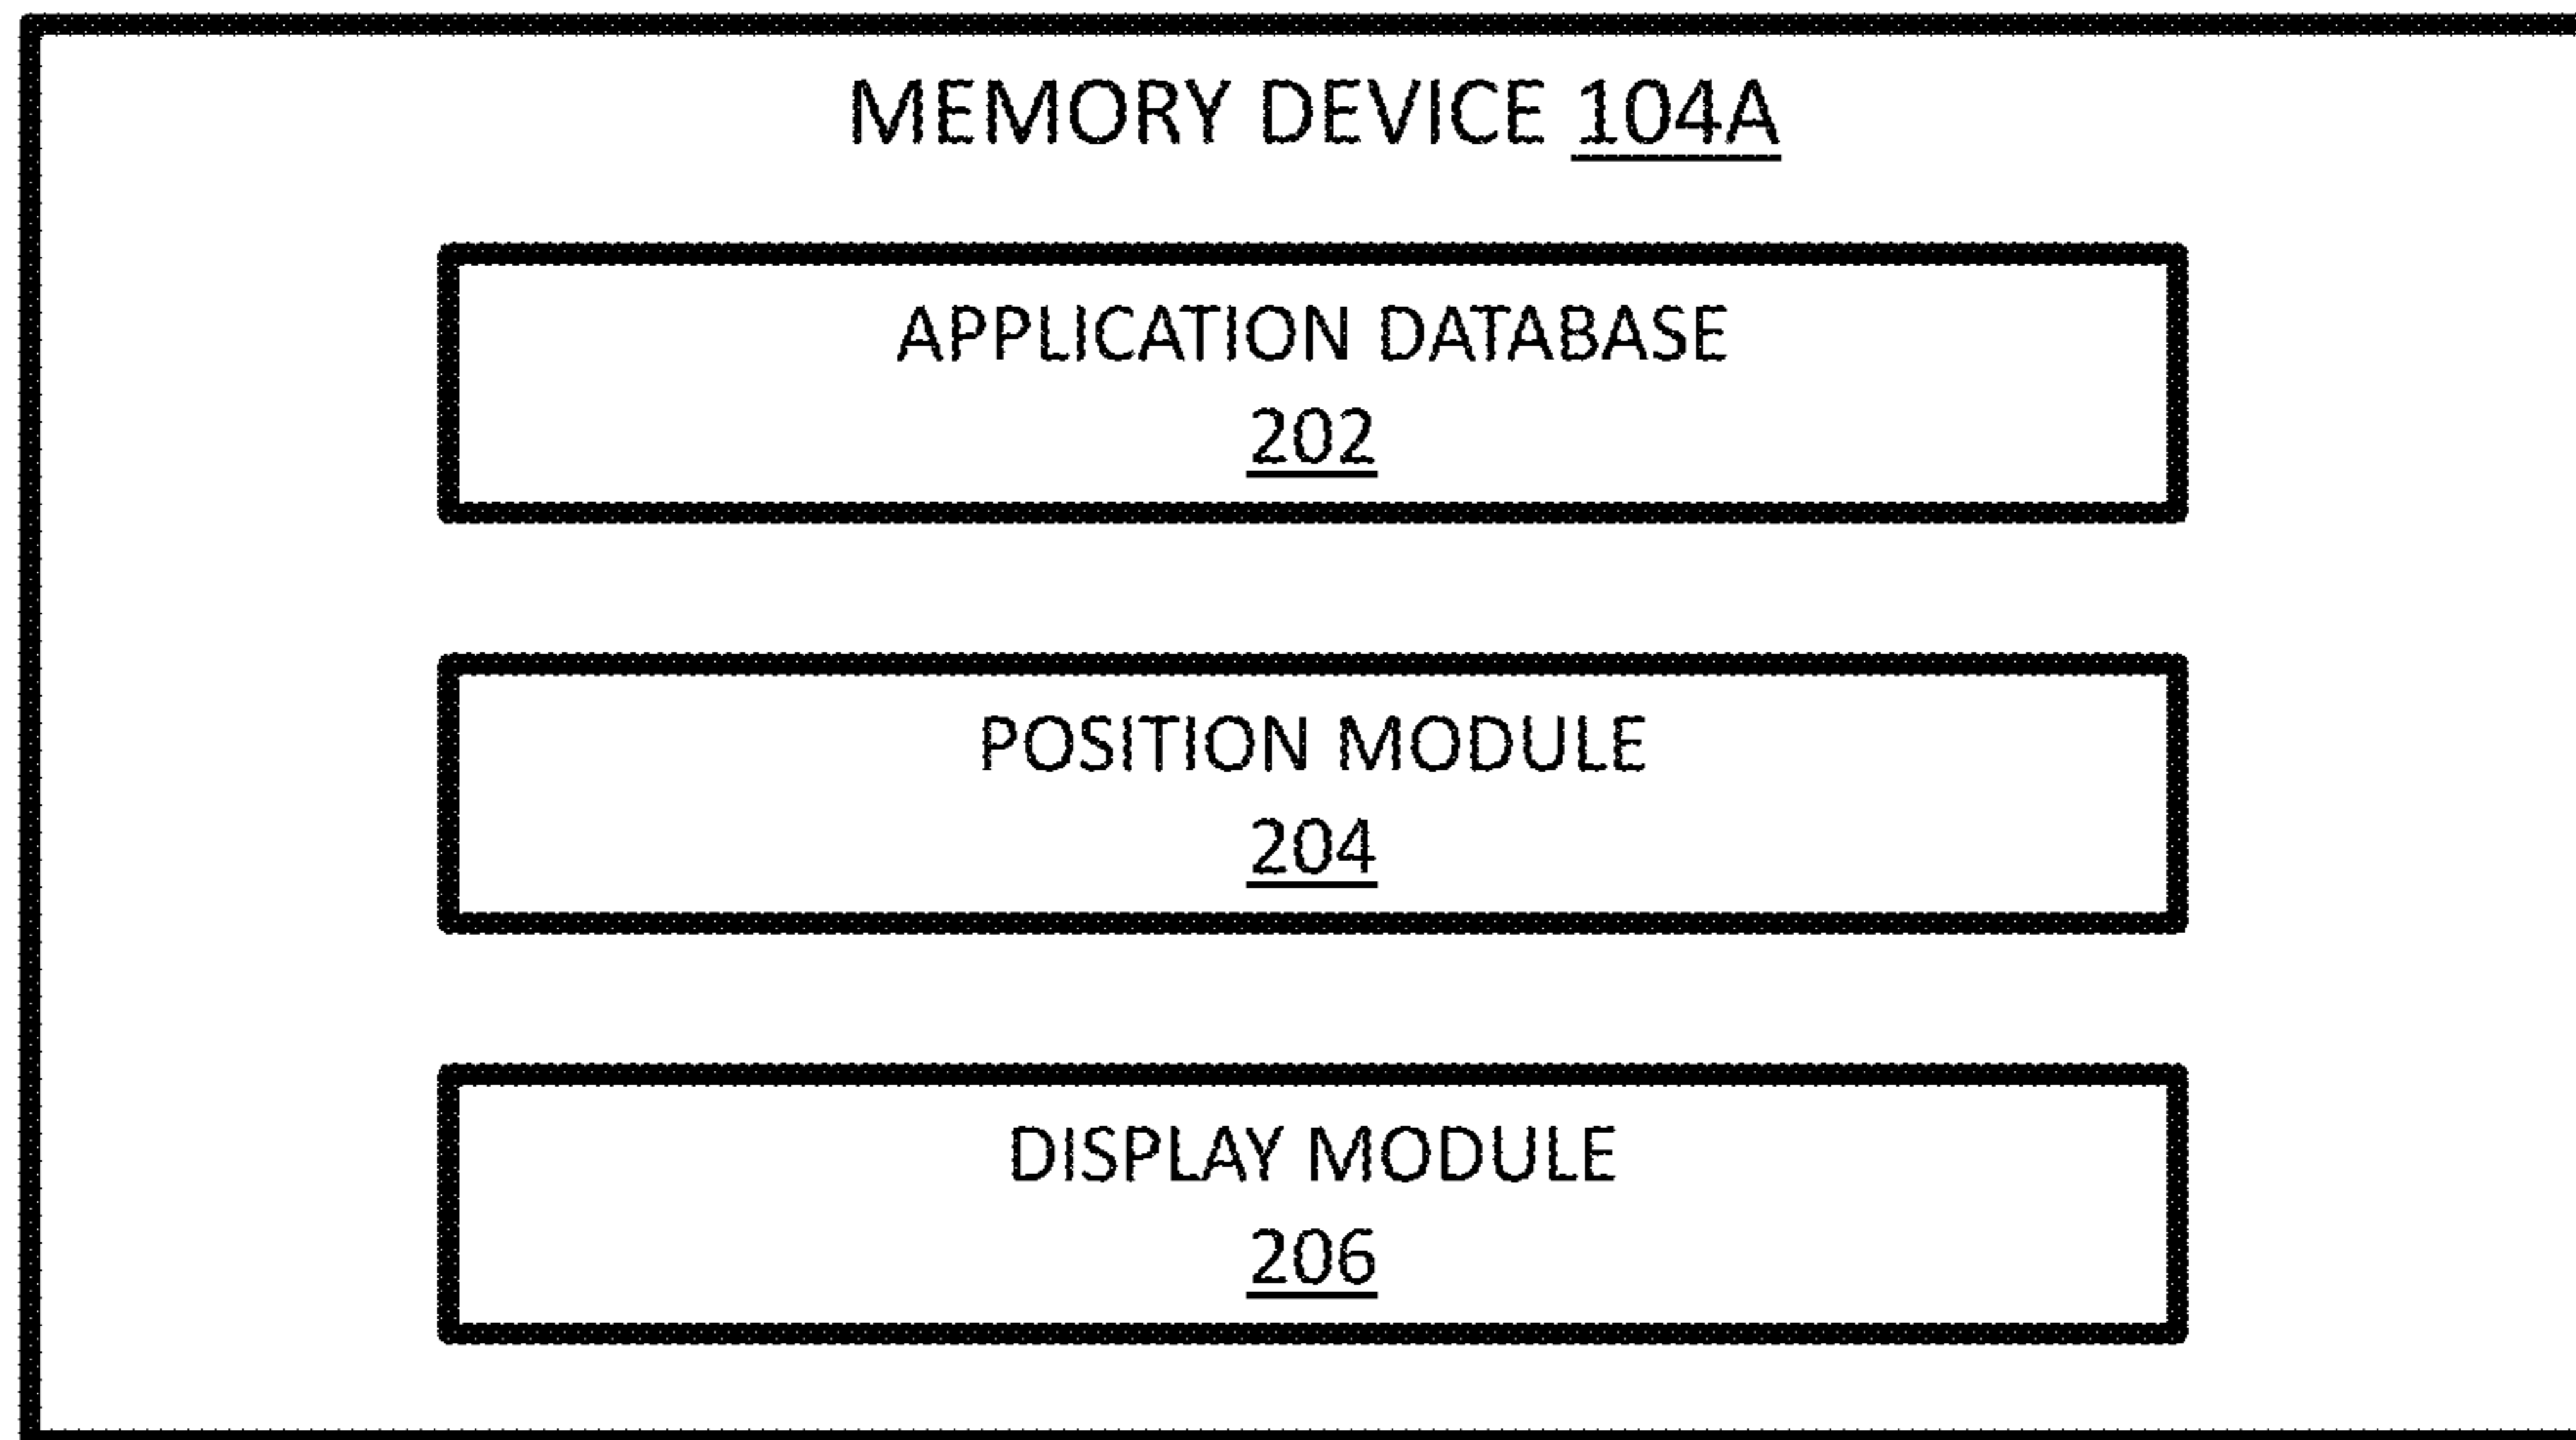 MEMORY DEVICE 104A
APPLICATION DATABASE
202
POSITION MODULE
204
DISPLAY MODULE
206